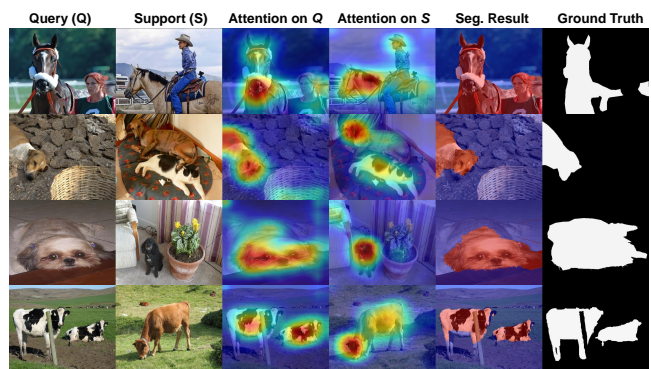 Query (Q) Support (S) Attention on Q Attention on S Seg. Result Ground Truth